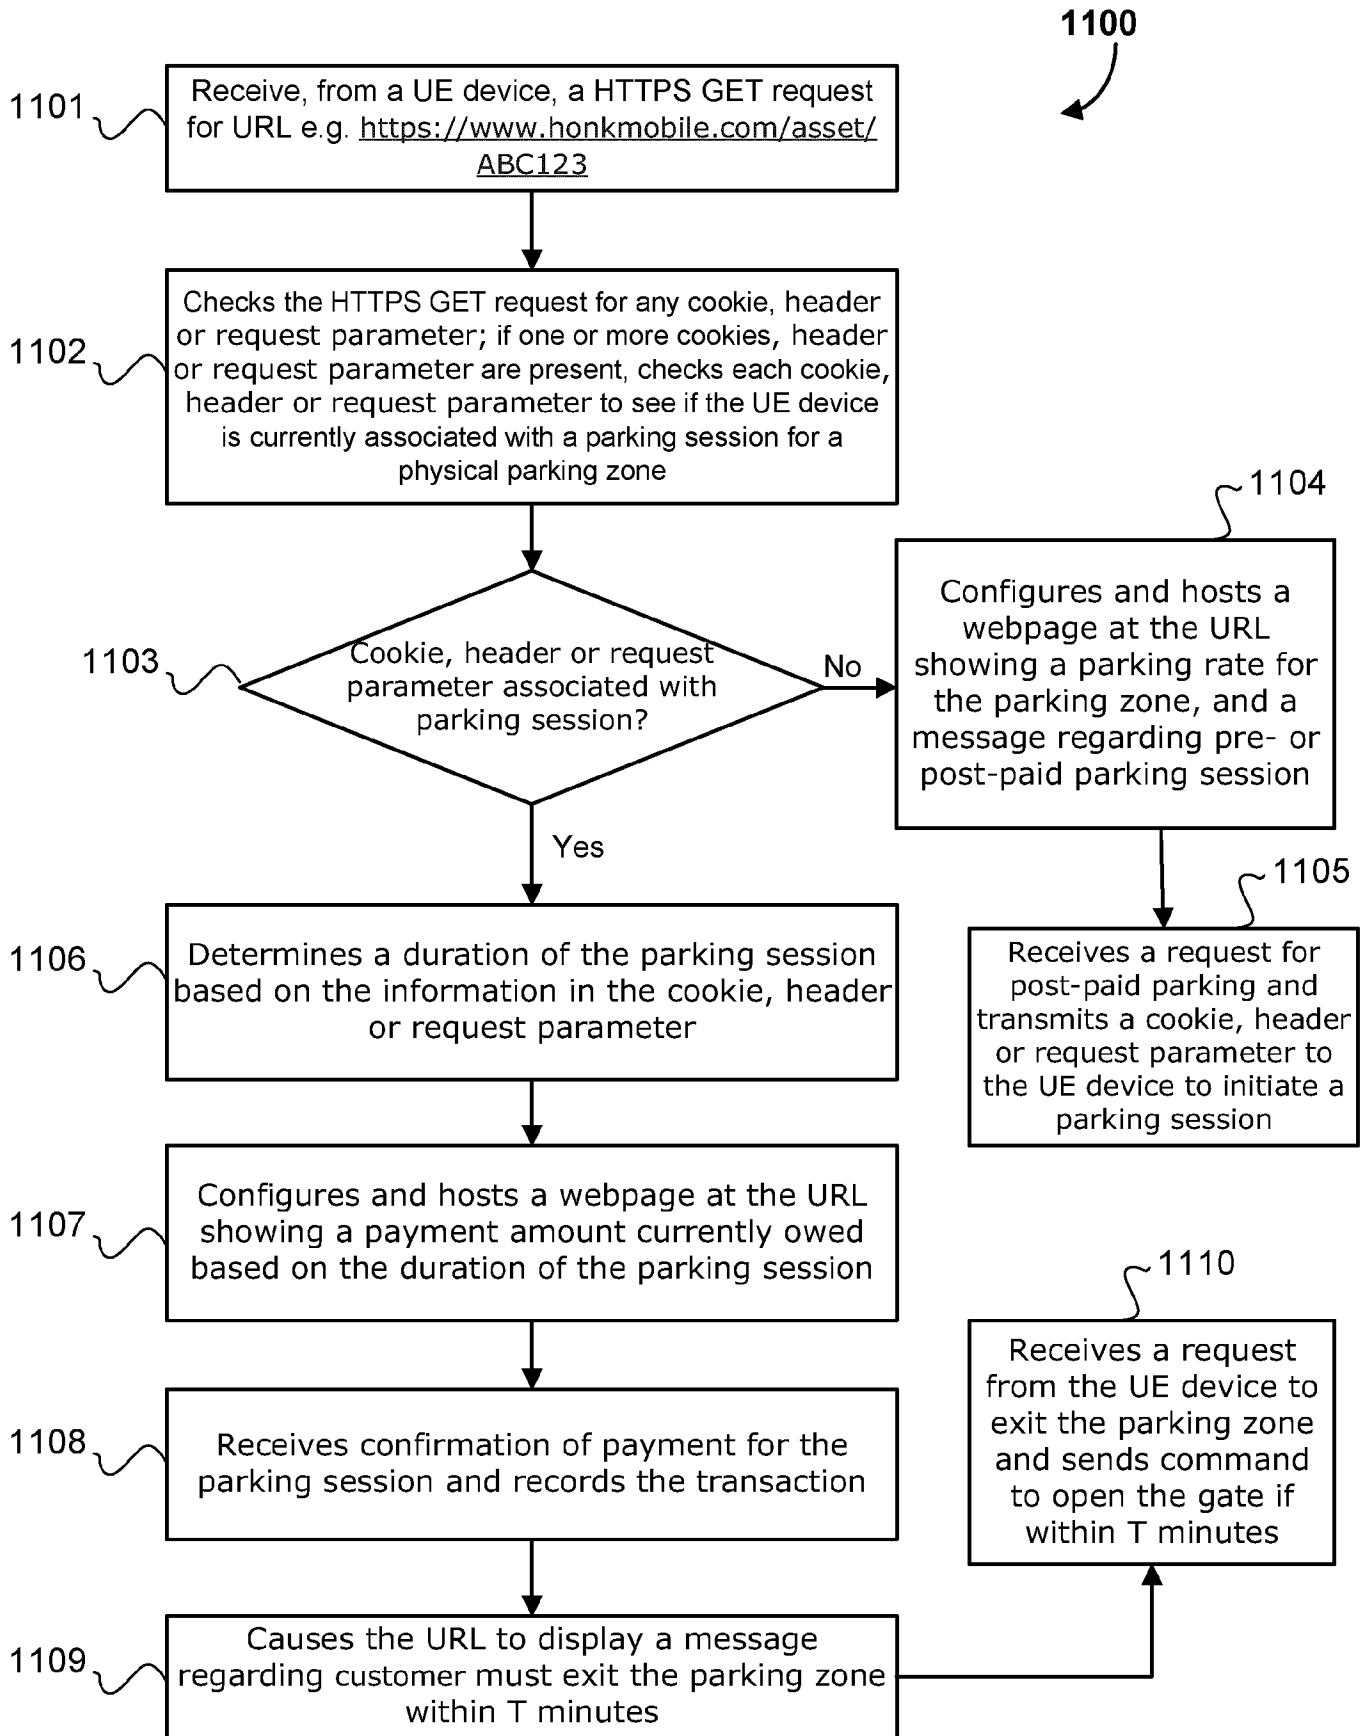 1100
1101
Receive, from a UE device, a HTTPS GET request
for URL e.g. https://www.honkmobile.com/asset/
ABC123
1102
Checks the HTTPS GET request for any cookie, header
or request parameter; if one or more cookies, header
or request parameter are present, checks each cookie,
header or request parameter to see if the UE device
is currently associated with a parking session for a
physical parking zone
1103
Cookie, header or request
parameter associated with
parking session?
No
1104
Configures and hosts a
webpage at the URL
showing a parking rate for
the parking zone, and a
message regarding pre- or
post-paid parking session
1105
Receives a request for
post-paid parking and
transmits a cookie, header
or request parameter to
the UE device to initiate a
parking session
Yes
1106
Determines a duration of the parking session
based on the information in the cookie, header
or request parameter
1107
Configures and hosts a webpage at the URL
showing a payment amount currently owed
based on the duration of the parking session
1108
Receives confirmation of payment for the
parking session and records the transaction
1109
Causes the URL to display a message
regarding customer must exit the parking zone
within T minutes
1110
Receives a request
from the UE device to
exit the parking zone
and sends command
to open the gate if
within T minutes